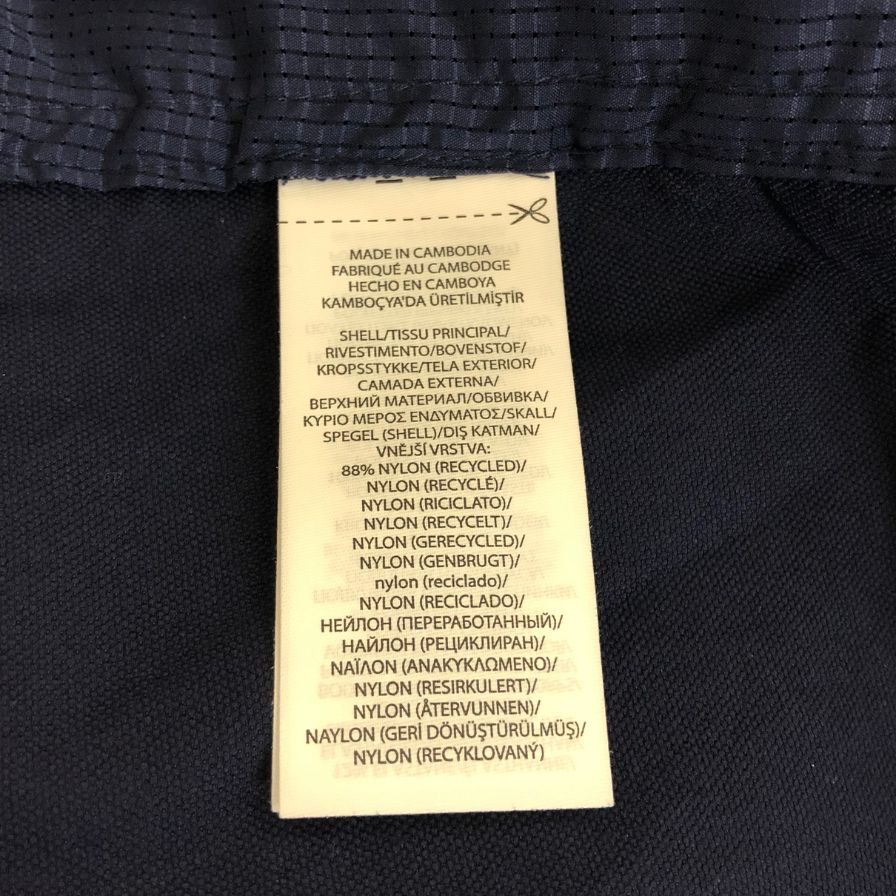 MADE IN CAMBODIA
FABRIQUÉ AU CAMBODGE
HECHO EN CAMBOYA
KAMBOÇYA'DA ÜRETİLMİŞTİR
SHELL/TISSU PRINCIPAL/
RIVESTIMENTO/BOVENSTOF/
KROPSSTYKKE/TELA EXTERIOR/
CAMADA EXTERNA/
ВЕРХНИЙ МАТЕРИАЛ/ОБВИВКА/
ΚΥΡΙΟ ΜΕΡΟΣ ΕΝΔΥΜΑΤΟΣ/SKALL/
SPEGEL (SHELL)/DIŞ KATMAN/
VNĚJŠÍ VRSTVA:
88% NYLON (RECYCLED)/
NYLON (RECYCLÉ)/
NYLON (RICICLATO)/
NYLON (RECYCELT)/
NYLON (GERECYCLED)/
NYLON (GENBRUGT)/
nylon (reciclado)/
NYLON (RECICLADO)/
НЕЙЛОН (ПЕРЕРАБОТАННЫЙ)/
НАЙЛОН (РЕЦИКЛИРАН)/
ΝΑΪΛΟΝ (ΑΝΑΚΥΚΛΩΜΕΝΟ)/
NYLON (RESIRKULERT)/
NYLON (ÅTERVUNNEN)/
NAYLON (GERİ DÖNÜŞTÜRÜLMÜŞ)/
NYLON (RECYKLOVANÝ)